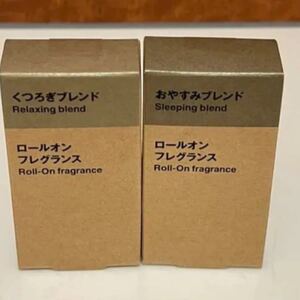 くつろぎブレンド
Relaxing blend
ロールオン
フレグランス
Roll-On fragrance
おやすみブレンド
Sleeping blend
ロールオン
フレグランス
Roll-On fragrance